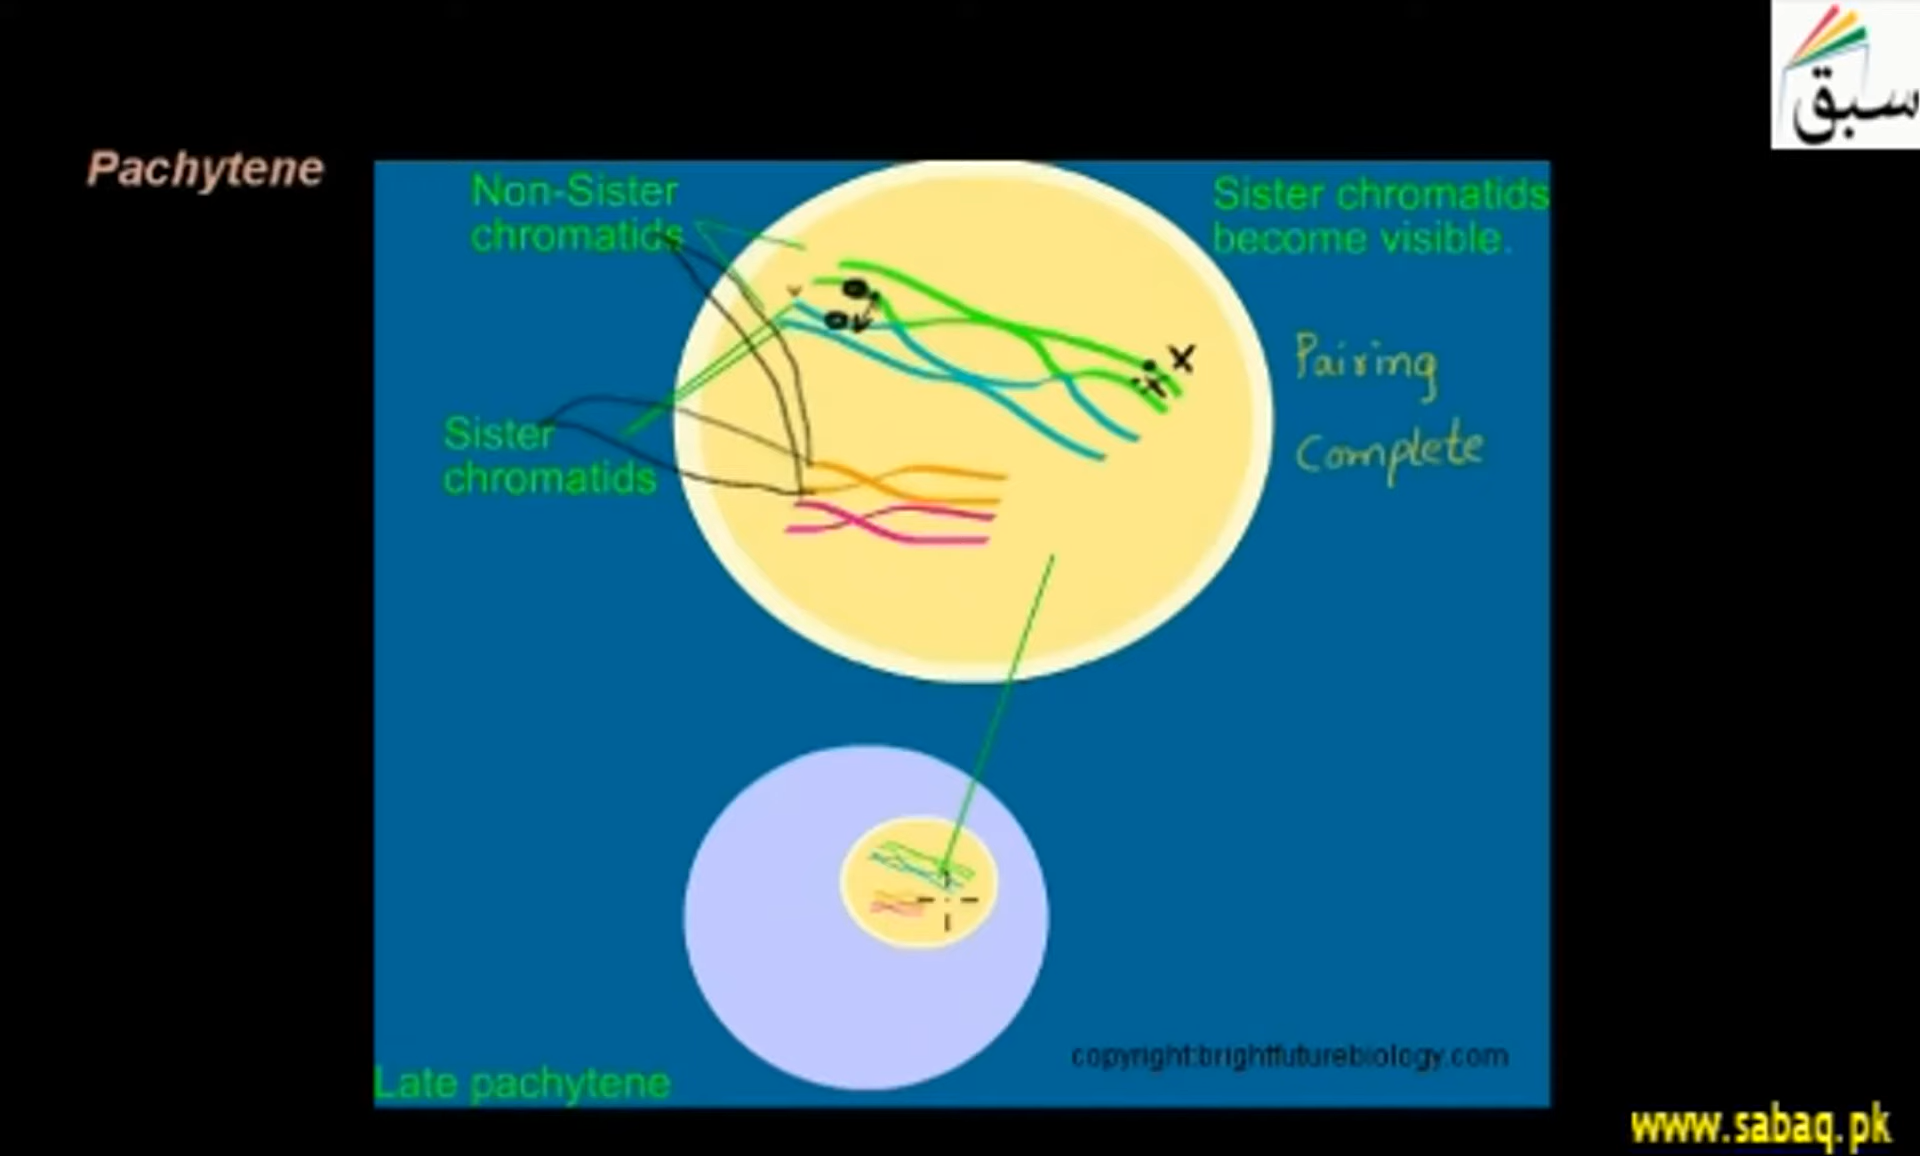 سبق
Pachytene
Non-Sister
chromatids
Sister chromatids
become visible.
Pairing
Complete
Sister
chromatids
copyright:brightfuturebiology.com
Late pachytene
www.sabaq.pk